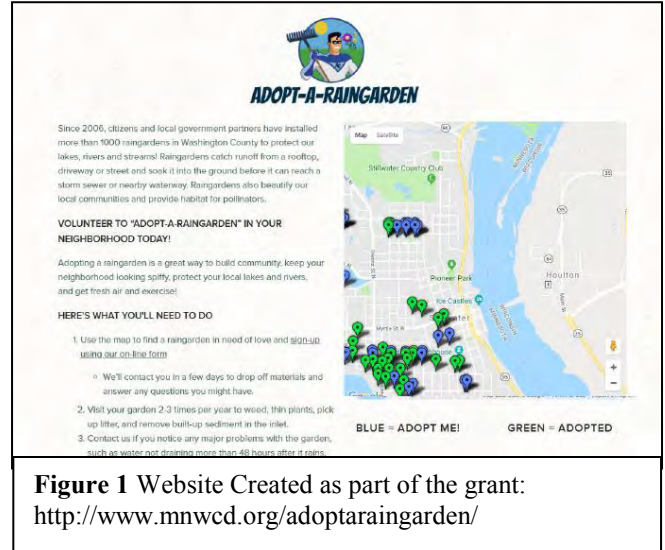 ADOPT-A-RAINGARDEN
Since 2006, citizens and local government partners have installed
more than 1000 raingardens in Washington County to protect our
lakes, rivers and streams! Raingardens catch runoff from a rooftop,
driveway or street and soak it into the ground before it can reach a
storm sewer or nearby waterway. Raingardens also beautify our
local communities and provide habitat for pollinators.
VOLUNTEER TO "ADOPT-A-RAINGARDEN" IN YOUR
NEIGHBORHOOD TODAY!
Adopting a raingarden is a great way to build community, keep your
neighborhood looking spiffy, protect your local lakes and rivers,
and get fresh air and exercise!
HERE'S WHAT YOU'LL NEED TO DO
1. Use the map to find a raingarden in need of love and sign-up
using our on-line form
We'll contact you in a few days to drop off materials and
answer any questions you might have.
2. Visit your garden 2-3 times per year to weed, thin plants, pick
up litter, and remove built-up sediment in the inlet.
3. Contact us if you notice any major problems with the garden,
such as water not draining more than 48 hours after it rains.
Map Satellite
Stillwater Country Club
Pioneer Park
Houlton
Ice Castles
Myrtle St W
MINNESOTA
WISCONSIN
35
BLUE = ADOPT ME! GREEN = ADOPTED
Figure 1 Website Created as part of the grant:
http://www.mnwcd.org/adoptaraingarden/